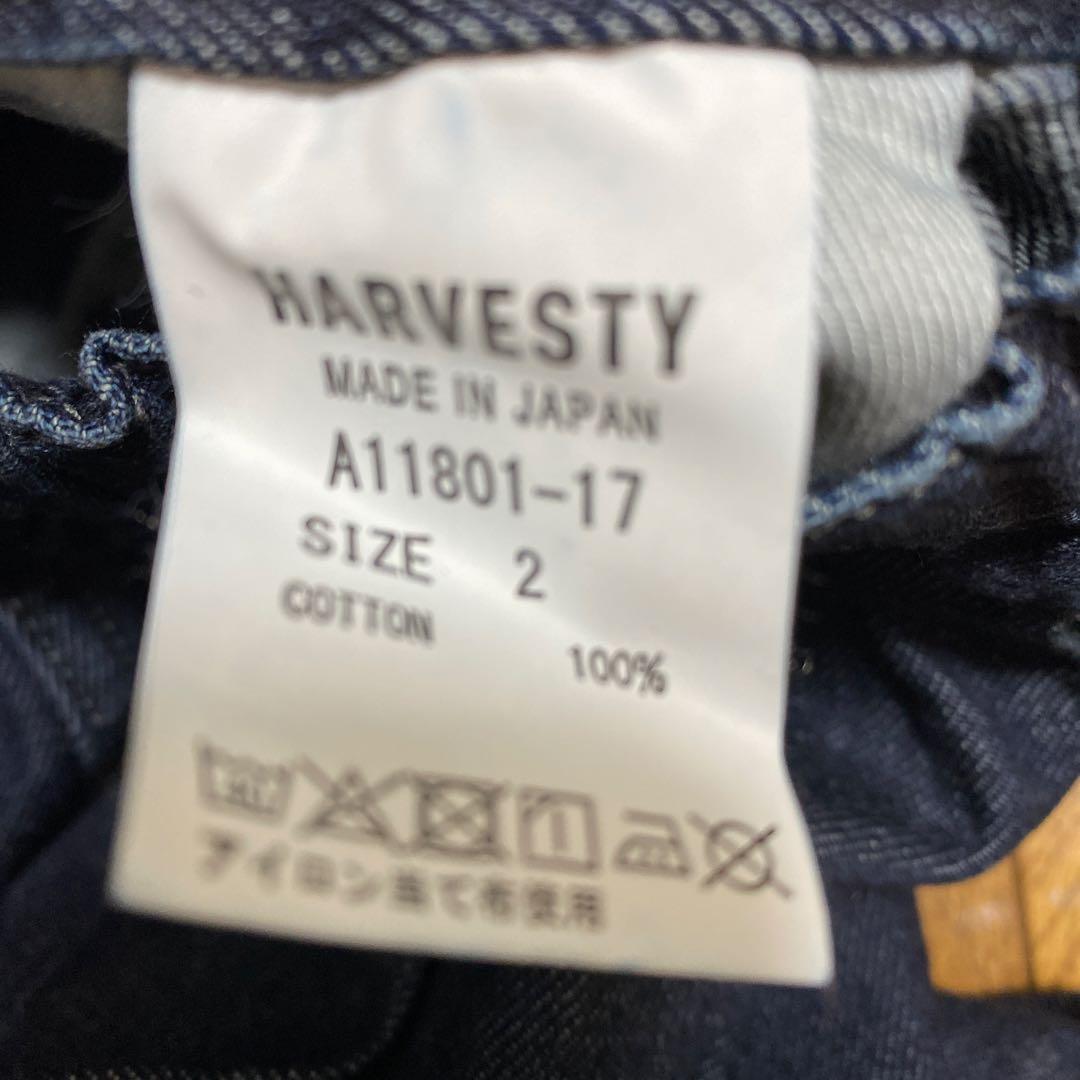 HARVESTY
MADE IN JAPAN
A11801-17
SIZE 2
COTTON
100%
アイロン当て布使用